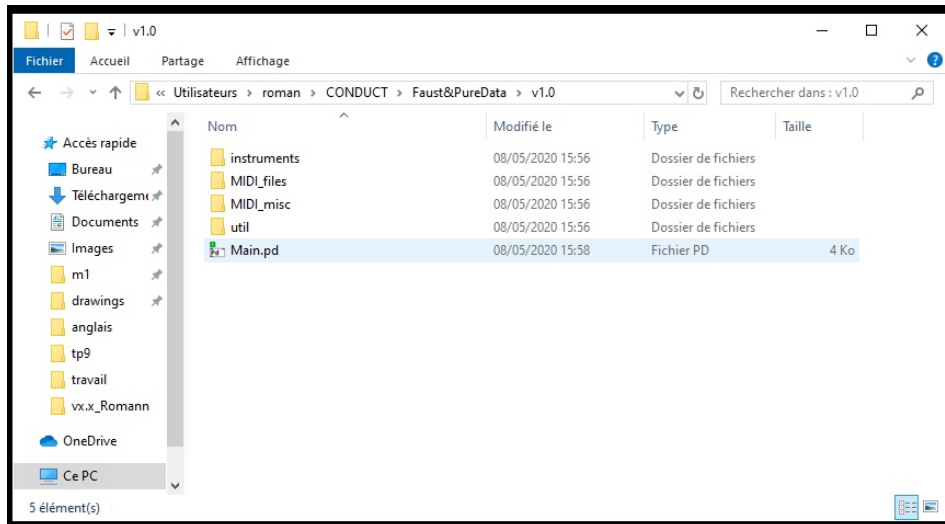 v1.0
Fichier Accueil Partage Affichage
« Utilisateurs > roman > CONDUCT > Faust&PureData > v1.0 Rechercher dans : v1.0
Nom Modifié le Type Taille
Accès rapide
Bureau
Téléchargeme
Documents
Images
m1
drawings
anglais
tp9
travail
vx.x_Romann
OneDrive
Ce PC
instruments 08/05/2020 15:56 Dossier de fichiers
MIDI_files 08/05/2020 15:56 Dossier de fichiers
MIDI_misc 08/05/2020 15:56 Dossier de fichiers
util 08/05/2020 15:56 Dossier de fichiers
Main.pd 08/05/2020 15:58 Fichier PD 4 Ko
5 élément(s)